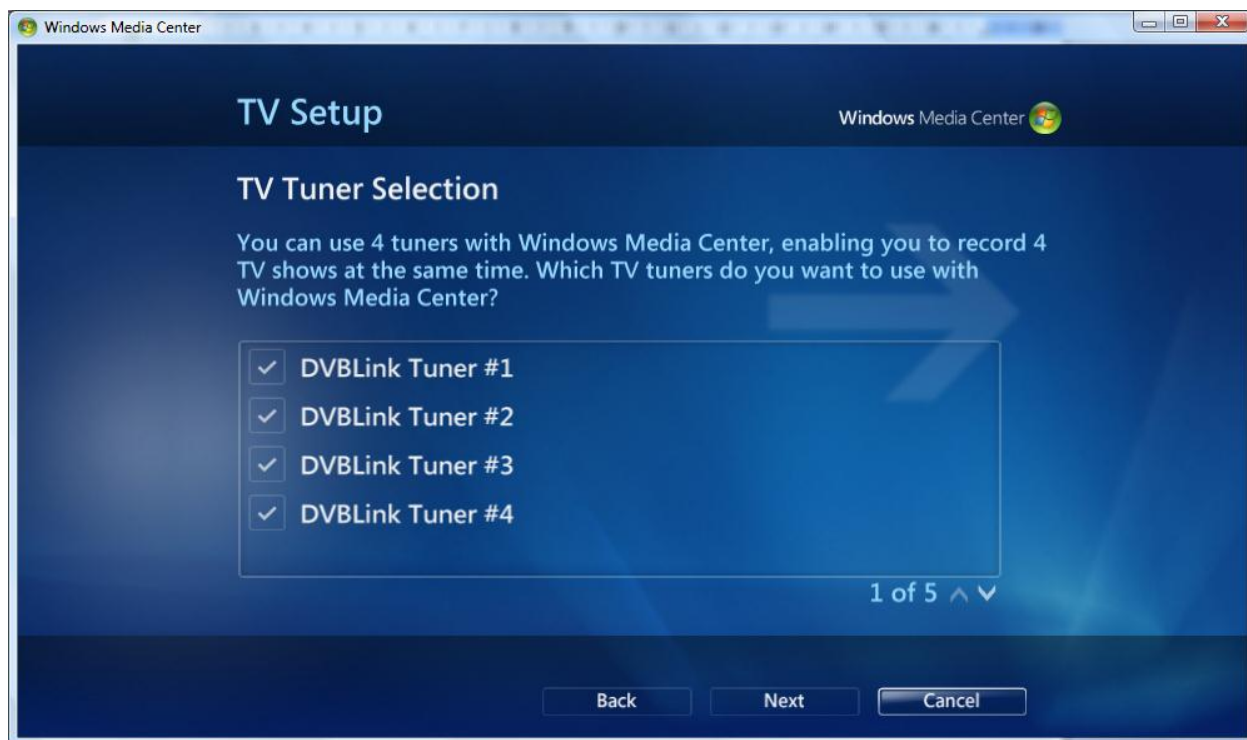 Windows Media Center
TV Setup
Windows Media Center
TV Tuner Selection
You can use 4 tuners with Windows Media Center, enabling you to record 4
TV shows at the same time. Which TV tuners do you want to use with
Windows Media Center?
DVBLink Tuner #1
DVBLink Tuner #2
DVBLink Tuner #3
DVBLink Tuner #4
1 of 5
Back Next Cancel